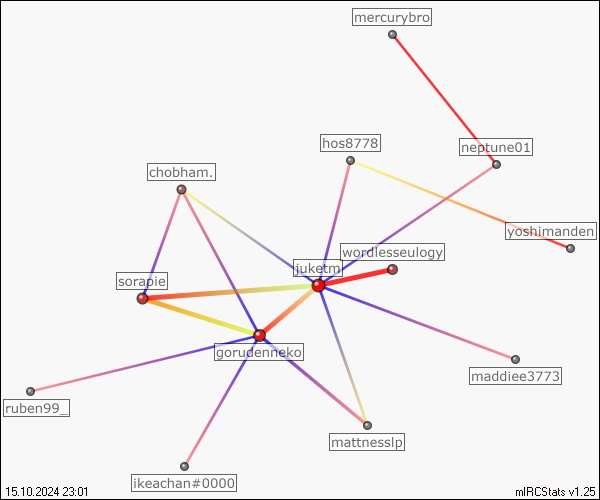 mercurybro
hos8778
neptune01
chobham.
yoshimanden
wordlesseulogy
juketm
sorapie
gorudenneko
maddiee3773
ruben99_
mattnesslp
ikeachan#0000
15.10.2024 23:01
mIRCStats v1.25